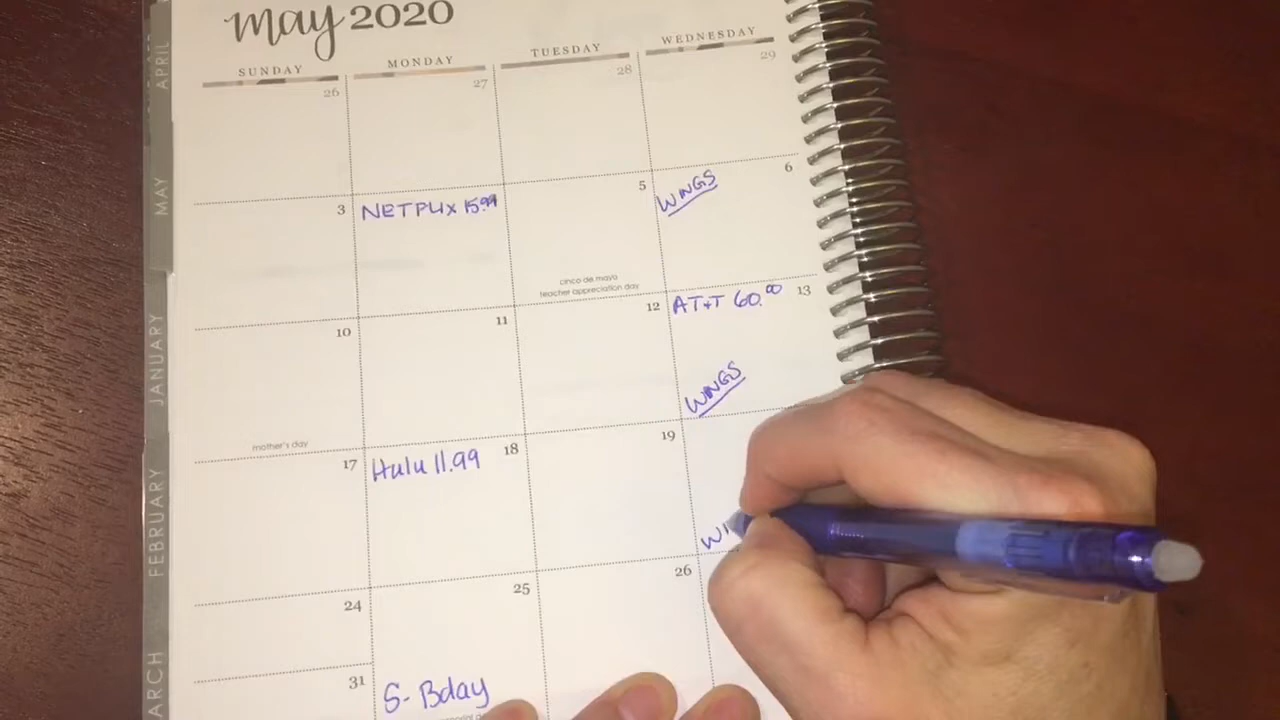 May 2020
SUNDAY MONDAY TUESDAY WEDNESDAY
26 27 28 29
3 NETFLIX 15.99 5 WINGS 6
cinco de mayo
teacher appreciation day
10 11 12 AT+T 60.00 13
mother's day
WINGS
17 Hulu 11.99 18 19
WI
24 25 26
31 S- Bday
APRIL
MAY
JANUARY
FEBRUARY
ARCH